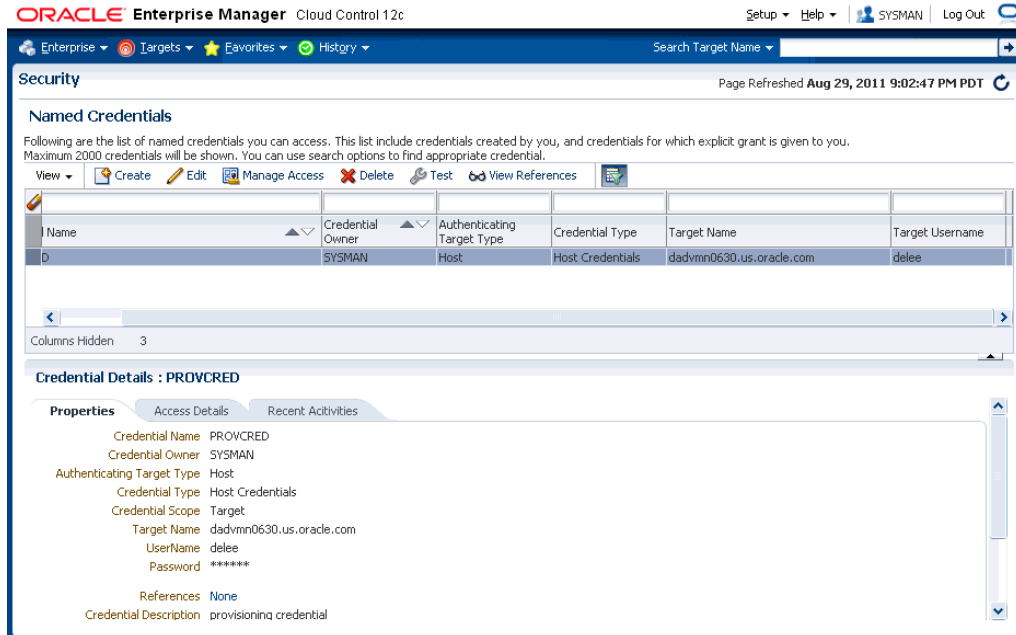 ORACLE Enterprise Manager Cloud Control 12c
Setup Help SYSMAN Log Out
Enterprise Targets Favorites History Search Target Name
Security
Page Refreshed Aug 29, 2011 9:02:47 PM PDT
Named Credentials
Following are the list of named credentials you can access. This list include credentials created by you, and credentials for which explicit grant is given to you.
Maximum 2000 credentials will be shown. You can use search options to find appropriate credential.
View Create Edit Manage Access Delete Test View References
l Name Credential Owner Authenticating Target Type Credential Type Target Name Target Username
D SYSMAN Host Host Credentials dadvmn0630.us.oracle.com delee
Columns Hidden 3
Credential Details : PROVCRED
Properties Access Details Recent Acitivities
Credential Name PROVCRED
Credential Owner SYSMAN
Authenticating Target Type Host
Credential Type Host Credentials
Credential Scope Target
Target Name dadvmn0630.us.oracle.com
UserName delee
Password ******
References None
Credential Description provisioning credential